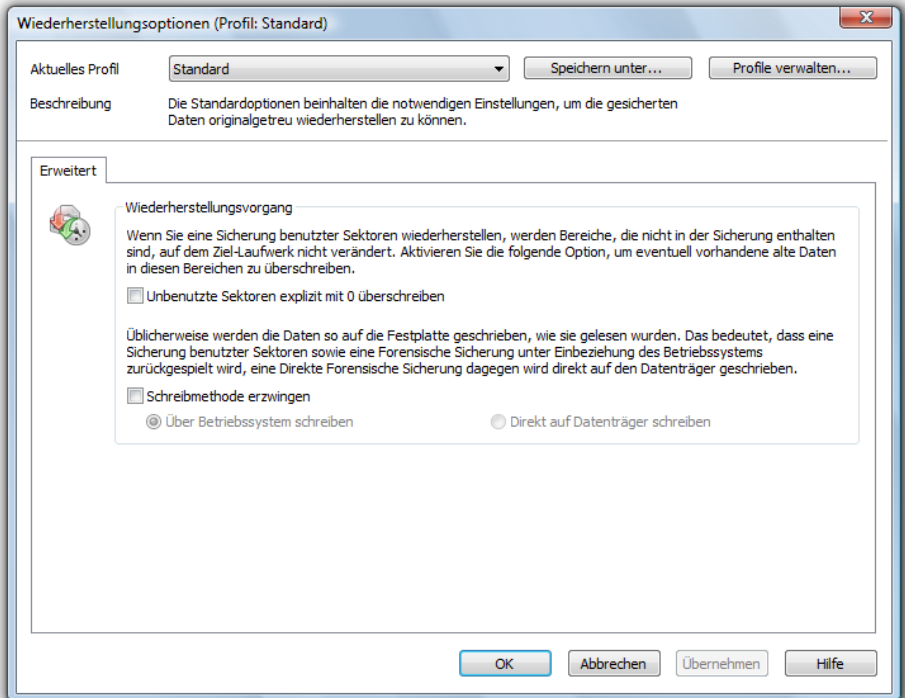 Wiederherstellungsoptionen (Profil: Standard)
X
Aktuelles Profil
Standard
Speichern unter...
Profile verwalten...
Beschreibung
Die Standardoptionen beinhalten die notwendigen Einstellungen, um die gesicherten
Daten originalgetreu wiederherstellen zu können.
Erweitert
Wiederherstellungsvorgang
Wenn Sie eine Sicherung benutzter Sektoren wiederherstellen, werden Bereiche, die nicht in der Sicherung enthalten
sind, auf dem Ziel-Laufwerk nicht verändert. Aktivieren Sie die folgende Option, um eventuell vorhandene alte Daten
in diesen Bereichen zu überschreiben.
Unbenutzte Sektoren explizit mit 0 überschreiben
Üblicherweise werden die Daten so auf die Festplatte geschrieben, wie sie gelesen wurden. Das bedeutet, dass eine
Sicherung benutzter Sektoren sowie eine Forensische Sicherung unter Einbeziehung des Betriebssystems
zurückgespielt wird, eine Direkte Forensische Sicherung dagegen wird direkt auf den Datenträger geschrieben.
Schreibmethode erzwingen
Über Betriebssystem schreiben
Direkt auf Datenträger schreiben
OK
Abbrechen
Übernehmen
Hilfe